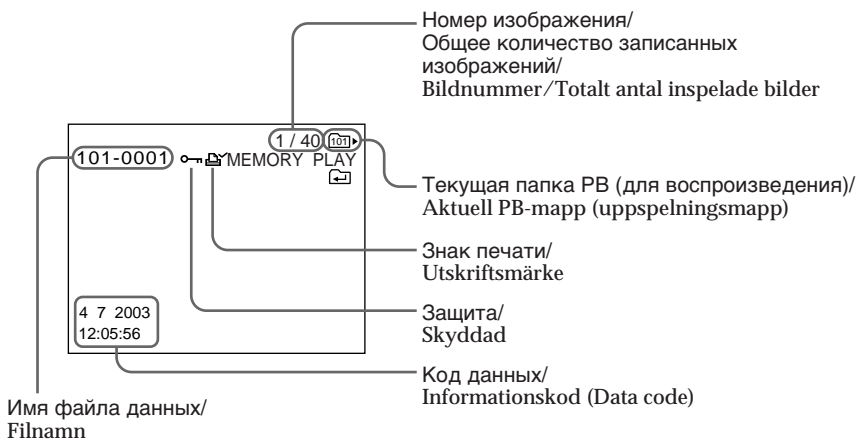 Номер изображения/
Общее количество записанных
изображений/
Bildnummer/Totalt antal inspelade bilder
1 / 40 101
101-0001 MEMORY PLAY
Текущая папка PB (для воспроизведения)/
Aktuell PB-mapp (uppspelningsmapp)
Знак печати/
Utskriftsmärke
4 7 2003
12:05:56
Защита/
Skyddad
Код данных/
Informationskod (Data code)
Имя файла данных/
Filnamn